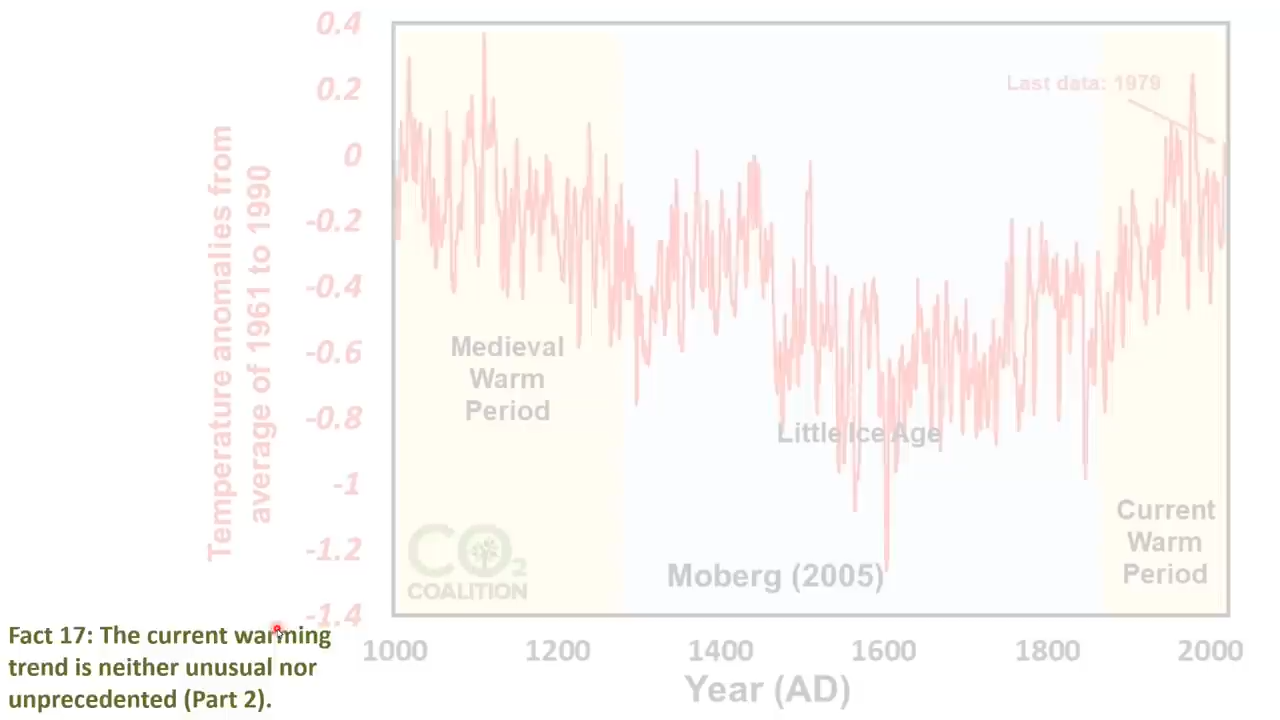 0.4
0.2
0
-0.2
-0.4
-0.6
-0.8
-1
-1.2
-1.4
Temperature anomalies from
average of 1961 to 1990
Last data: 1979
Medieval
Warm
Period
Little Ice Age
Current
Warm
Period
Moberg (2005)
CO2
COALITION
1000 1200 1400 1600 1800 2000
Year (AD)
Fact 17: The current warming
trend is neither unusual nor
unprecedented (Part 2).